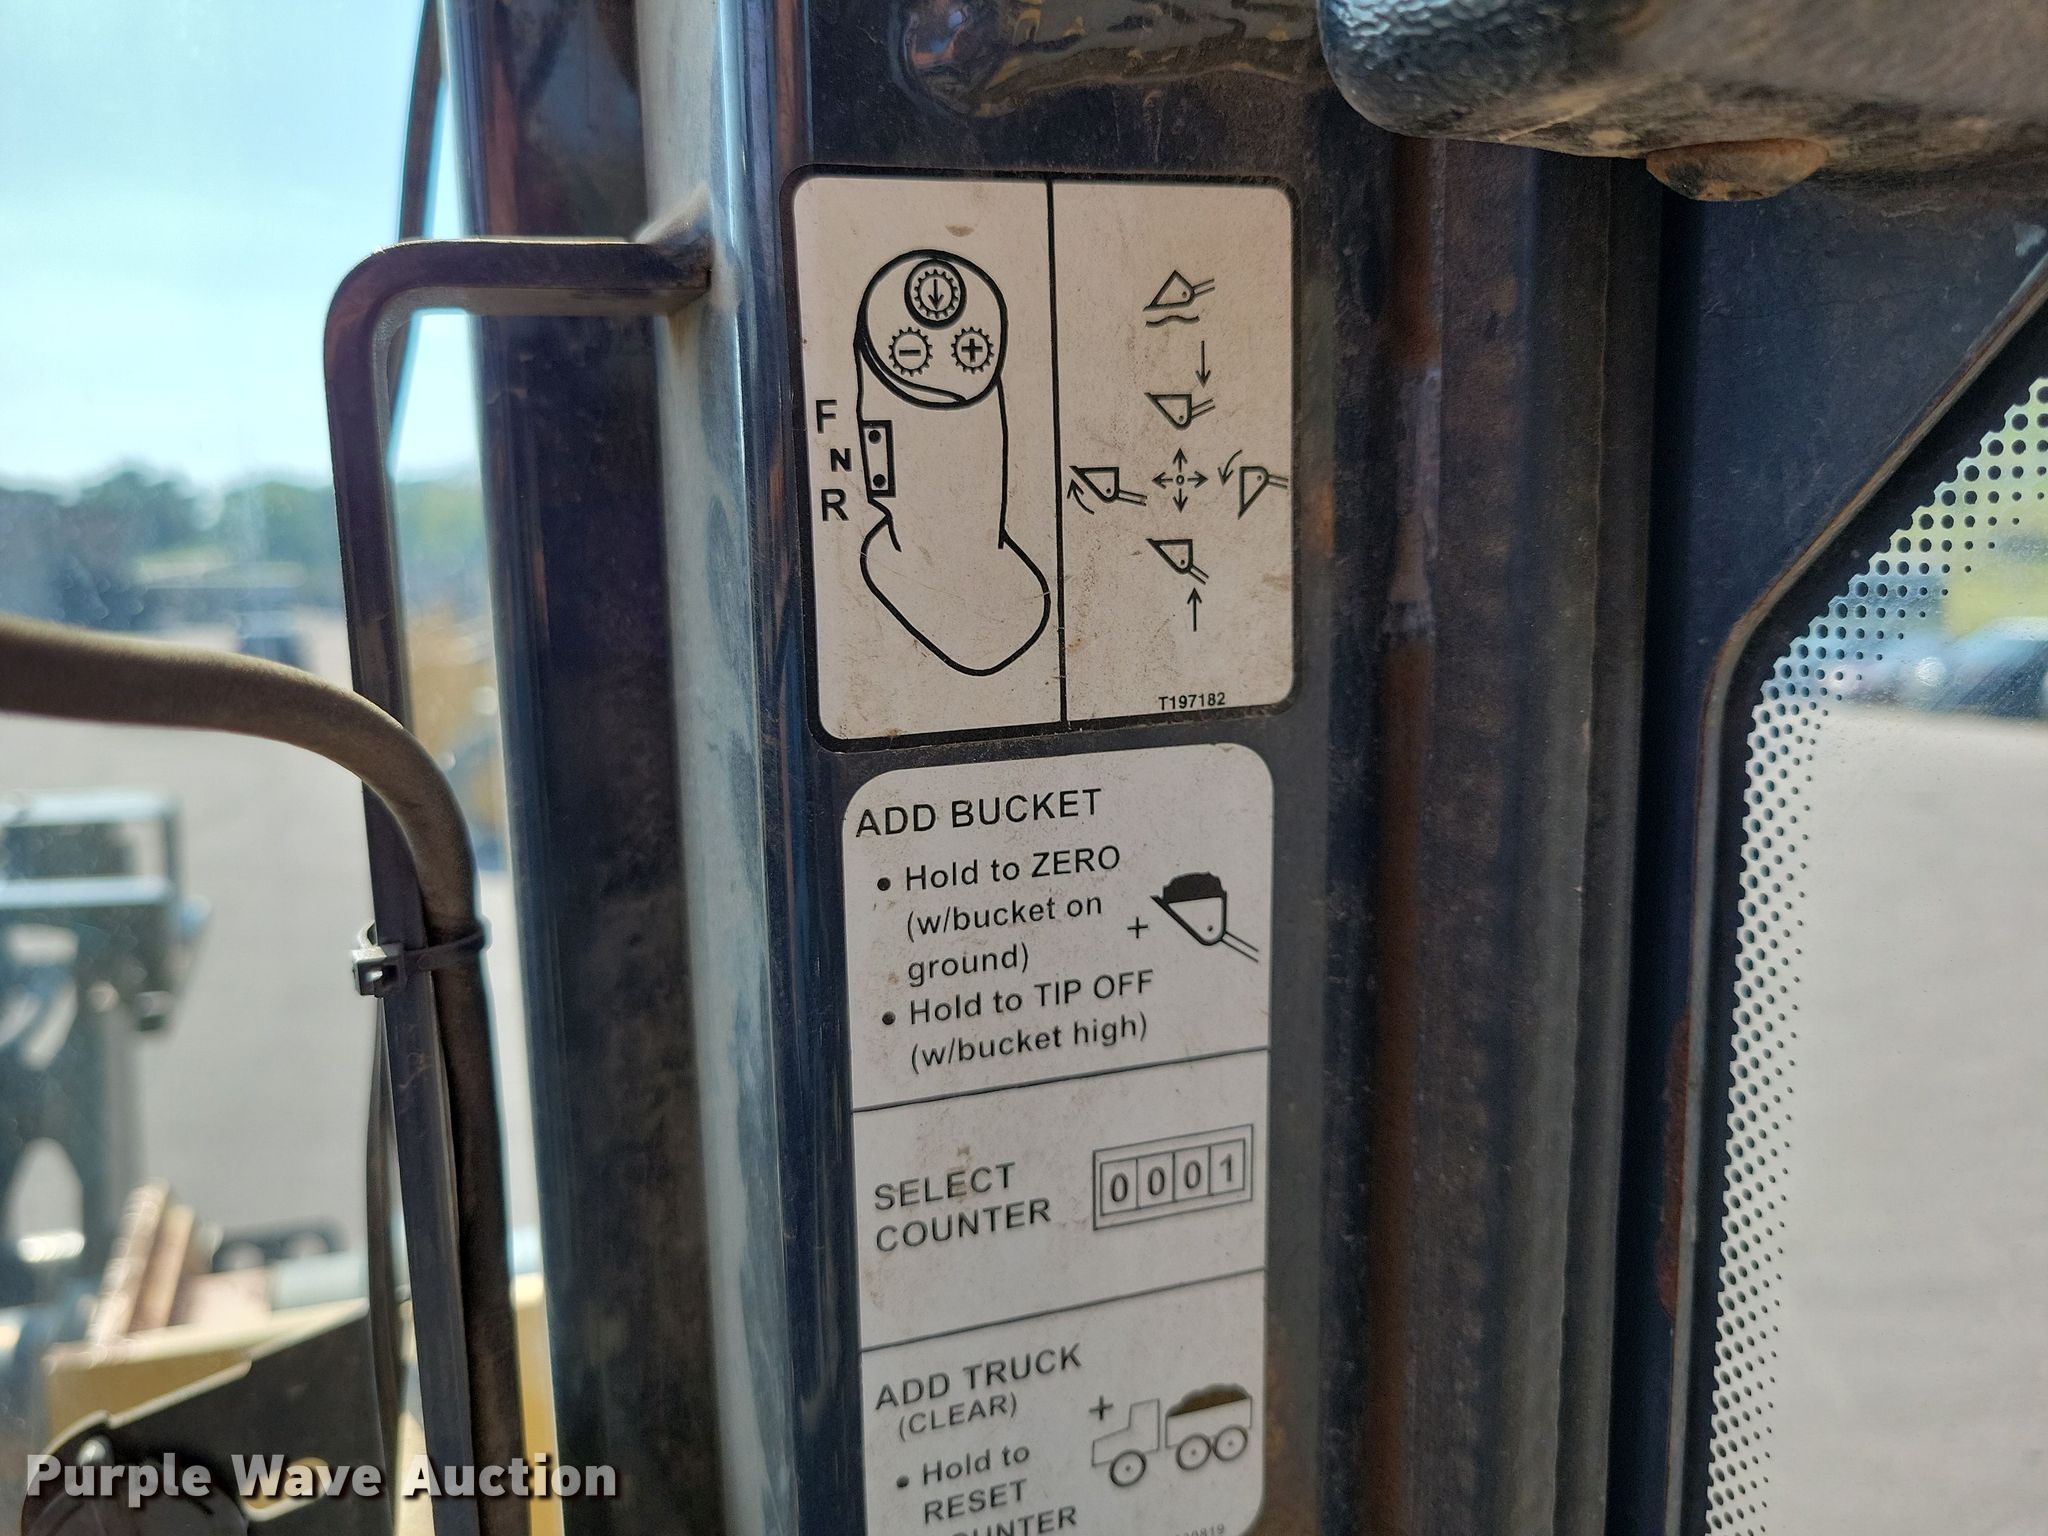 F
N
R
T197182
ADD BUCKET
• Hold to ZERO
(w/bucket on
ground)
+
• Hold to TIP OFF
(w/bucket high)
SELECT
COUNTER
0001
ADD TRUCK
(CLEAR)
+
• Hold to
RESET
Purple Wave Auction